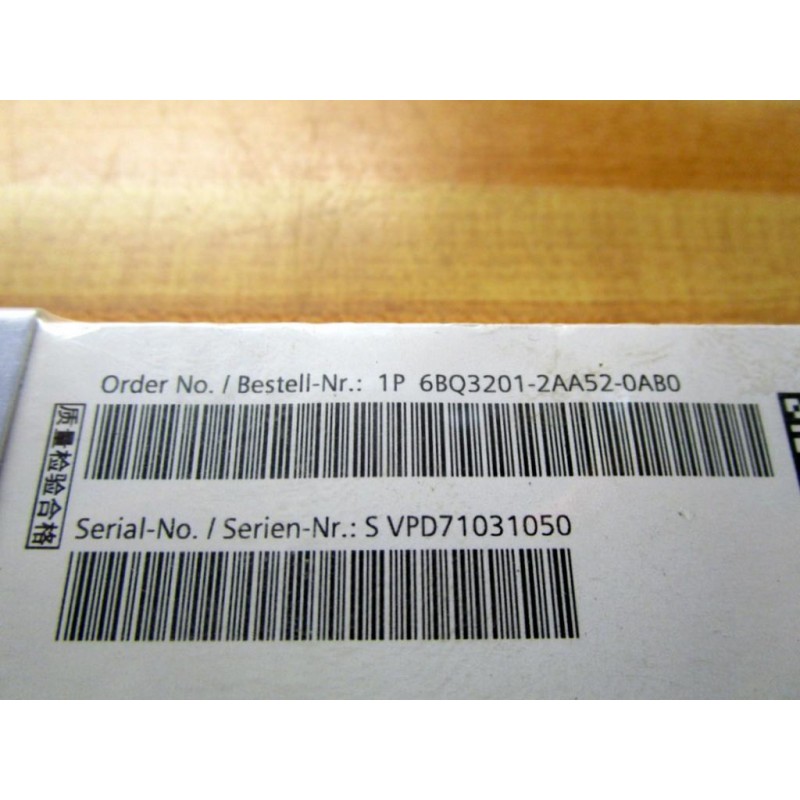 Order No. / Bestell-Nr.: 1P 6BQ3201-2AA52-0AB0
质量检验合格
Serial-No. / Serien-Nr.: S VPD71031050